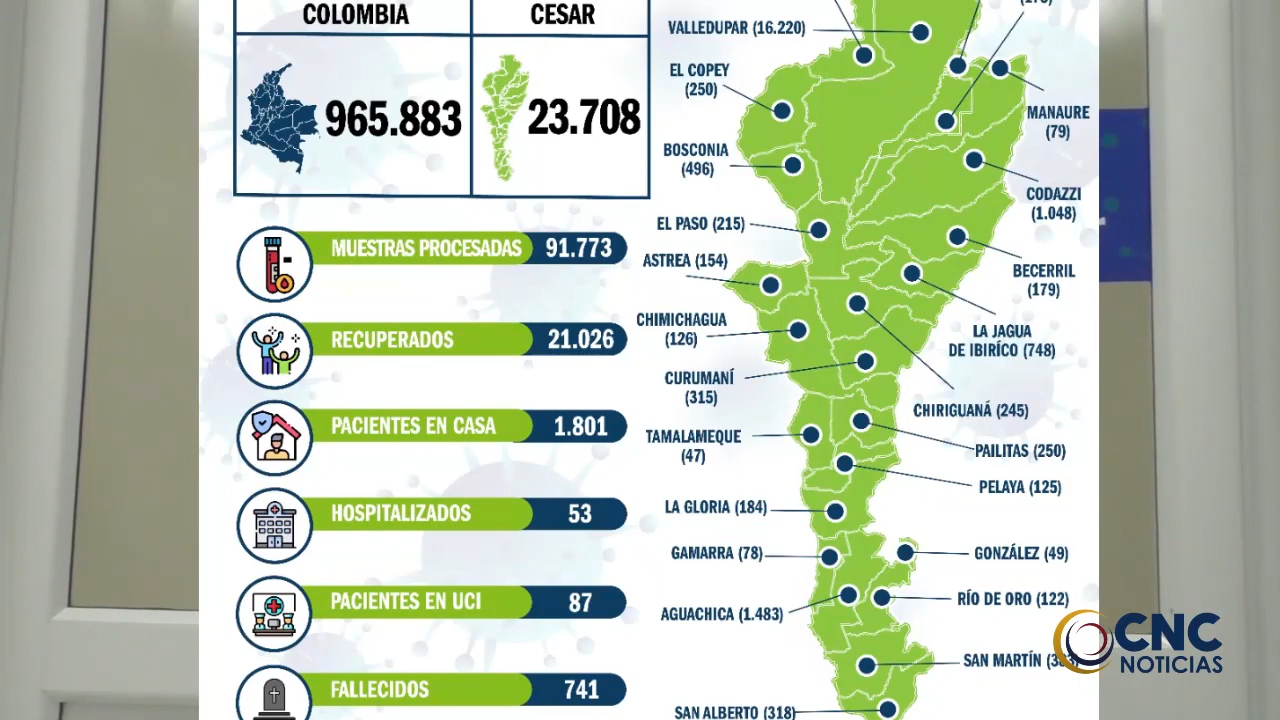 COLOMBIA
CESAR
965.883
23.708
MUESTRAS PROCESADAS 91.773
RECUPERADOS 21.026
PACIENTES EN CASA 1.801
HOSPITALIZADOS 53
PACIENTES EN UCI 87
FALLECIDOS 741
VALLEDUPAR (16.220)
EL COPEY
(250)
BOSCONIA
(496)
EL PASO (215)
ASTREA (154)
CHIMICHAGUA
(126)
CURUMANÍ
(315)
TAMALAMEQUE
(47)
LA GLORIA (184)
GAMARRA (78)
AGUACHICA (1.483)
SAN ALBERTO (318)
MANAURE
(79)
CODAZZI
(1.048)
BECERRIL
(179)
LA JAGUA
DE IBIRÍCO (748)
CHIRIGUANÁ (245)
PAILITAS (250)
PELAYA (125)
GONZÁLEZ (49)
RÍO DE ORO (122)
SAN MARTÍN
CNC
NOTICIAS